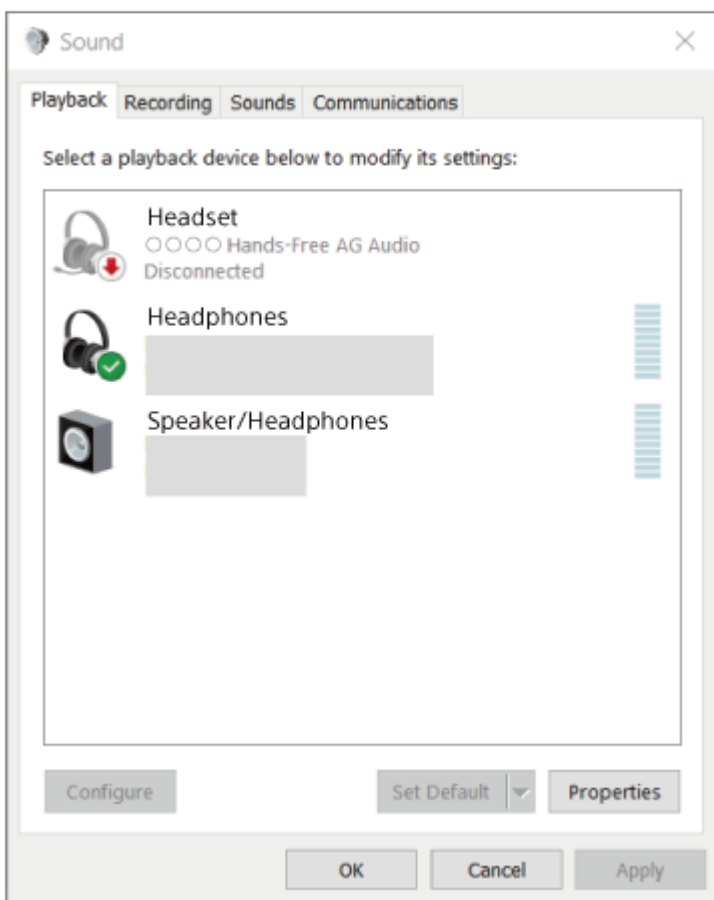 Sound
Playback Recording Sounds Communications
Select a playback device below to modify its settings:
Headset
○○○○ Hands-Free AG Audio
Disconnected
Headphones
Speaker/Headphones
Configure Set Default Properties
OK Cancel Apply